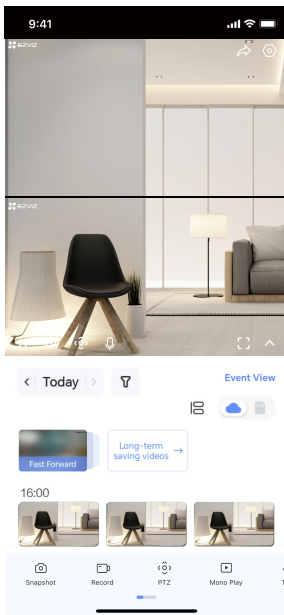 9:41
EZVIZ
EZVIZ
Today
Event View
Fast Forward
Long-term
saving videos
16:00
Snapshot
Record
PTZ
Mono Play